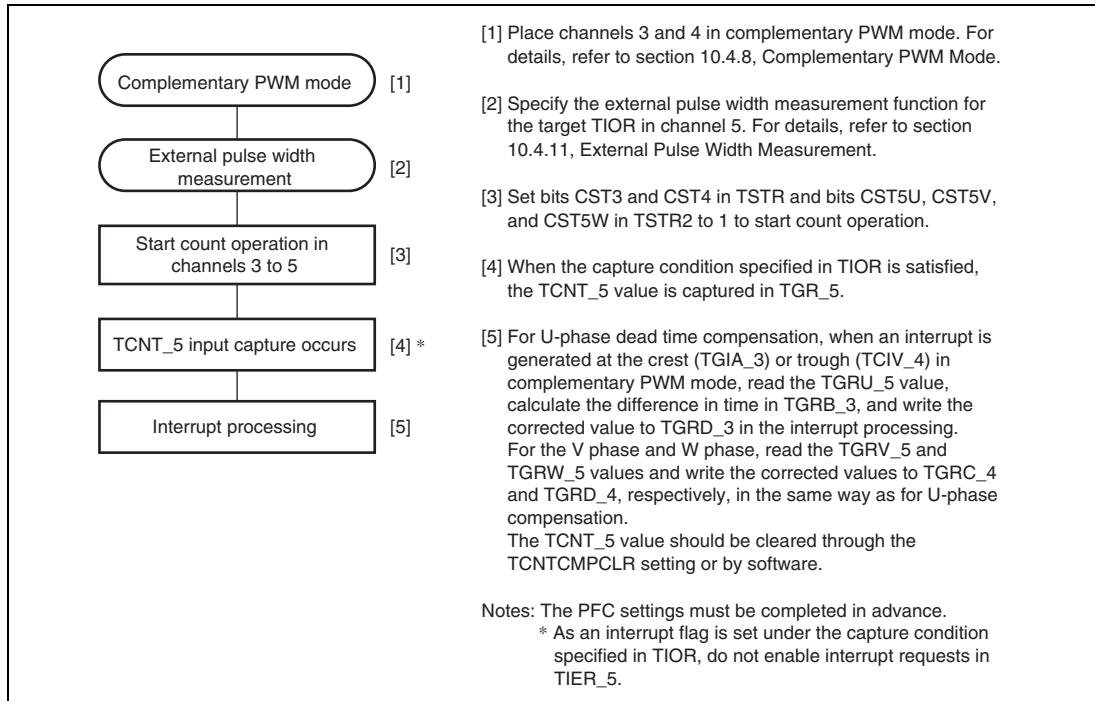 Complementary PWM mode [1]
External pulse width
measurement [2]
Start count operation in
channels 3 to 5 [3]
TCNT_5 input capture occurs [4] *
Interrupt processing [5]
[1] Place channels 3 and 4 in complementary PWM mode. For
details, refer to section 10.4.8, Complementary PWM Mode.
[2] Specify the external pulse width measurement function for
the target TIOR in channel 5. For details, refer to section
10.4.11, External Pulse Width Measurement.
[3] Set bits CST3 and CST4 in TSTR and bits CST5U, CST5V,
and CST5W in TSTR2 to 1 to start count operation.
[4] When the capture condition specified in TIOR is satisfied,
the TCNT_5 value is captured in TGR_5.
[5] For U-phase dead time compensation, when an interrupt is
generated at the crest (TGIA_3) or trough (TCIV_4) in
complementary PWM mode, read the TGRU_5 value,
calculate the difference in time in TGRB_3, and write the
corrected value to TGRD_3 in the interrupt processing.
For the V phase and W phase, read the TGRV_5 and
TGRW_5 values and write the corrected values to TGRC_4
and TGRD_4, respectively, in the same way as for U-phase
compensation.
The TCNT_5 value should be cleared through the
TCNTCMPCLR setting or by software.
Notes: The PFC settings must be completed in advance.
* As an interrupt flag is set under the capture condition
specified in TIOR, do not enable interrupt requests in
TIER_5.